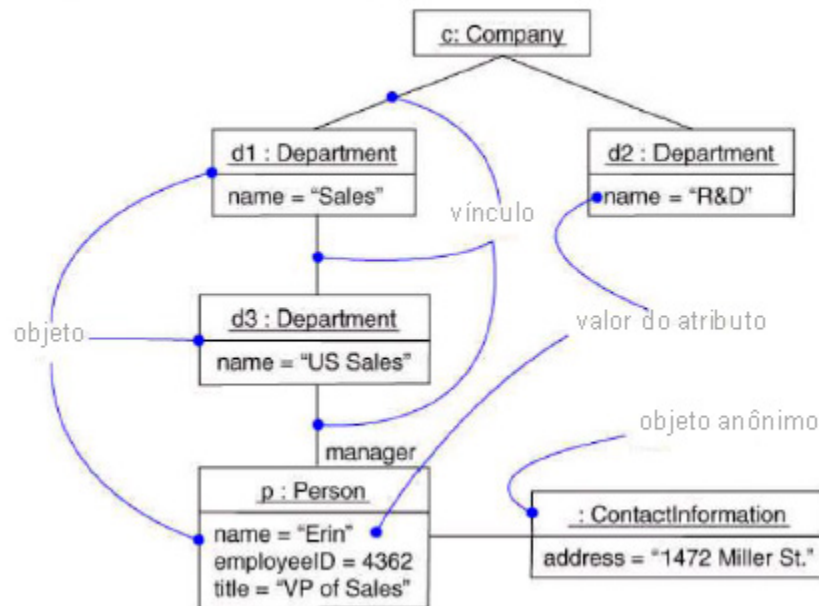 c: Company
d1 : Department
name = “Sales”
d2 : Department
name = “R&D”
vínculo
objeto
d3 : Department
name = “US Sales”
valor do atributo
objeto anônimo
manager
p : Person
name = “Erin”
employeeID = 4362
title = “VP of Sales”
: ContactInformation
address = “1472 Miller St.”